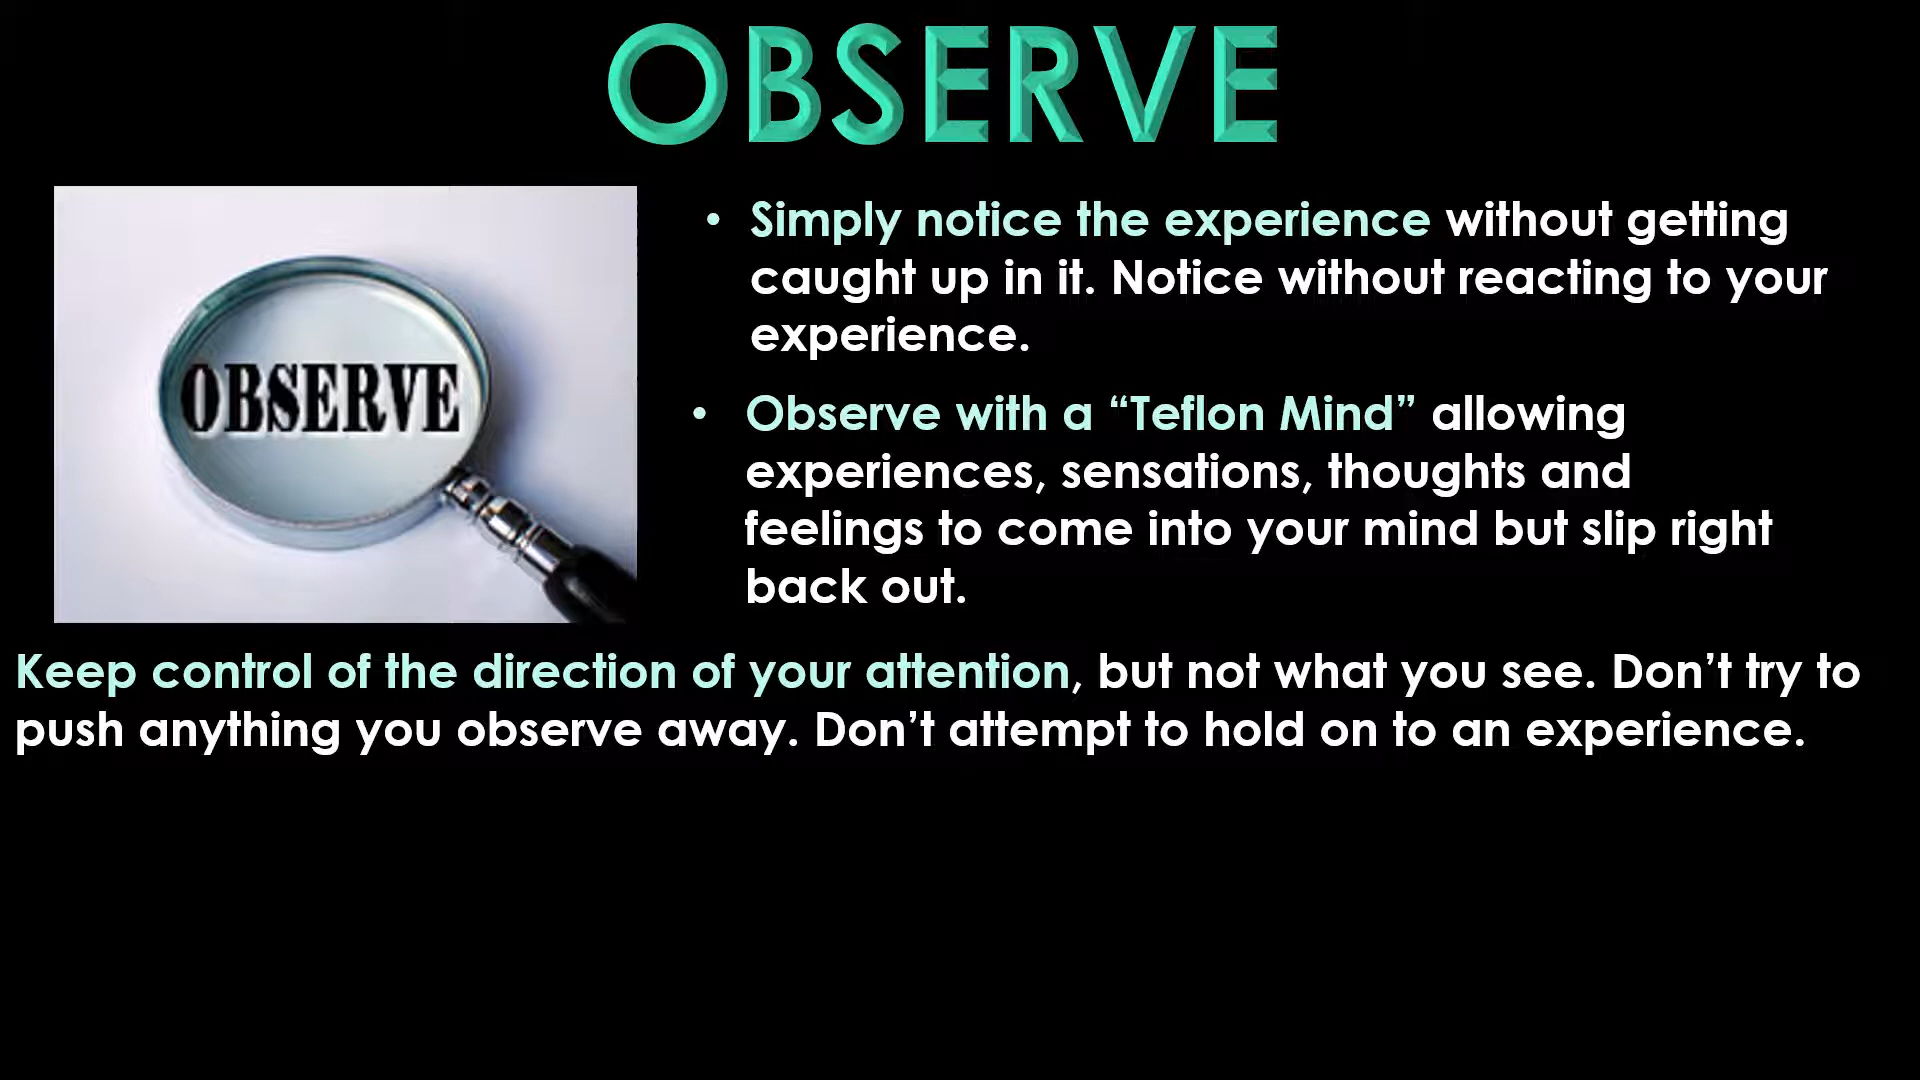 OBSERVE
OBSERVE
• Simply notice the experience without getting
caught up in it. Notice without reacting to your
experience.
• Observe with a “Teflon Mind” allowing
experiences, sensations, thoughts and
feelings to come into your mind but slip right
back out.
Keep control of the direction of your attention, but not what you see. Don’t try to
push anything you observe away. Don’t attempt to hold on to an experience.